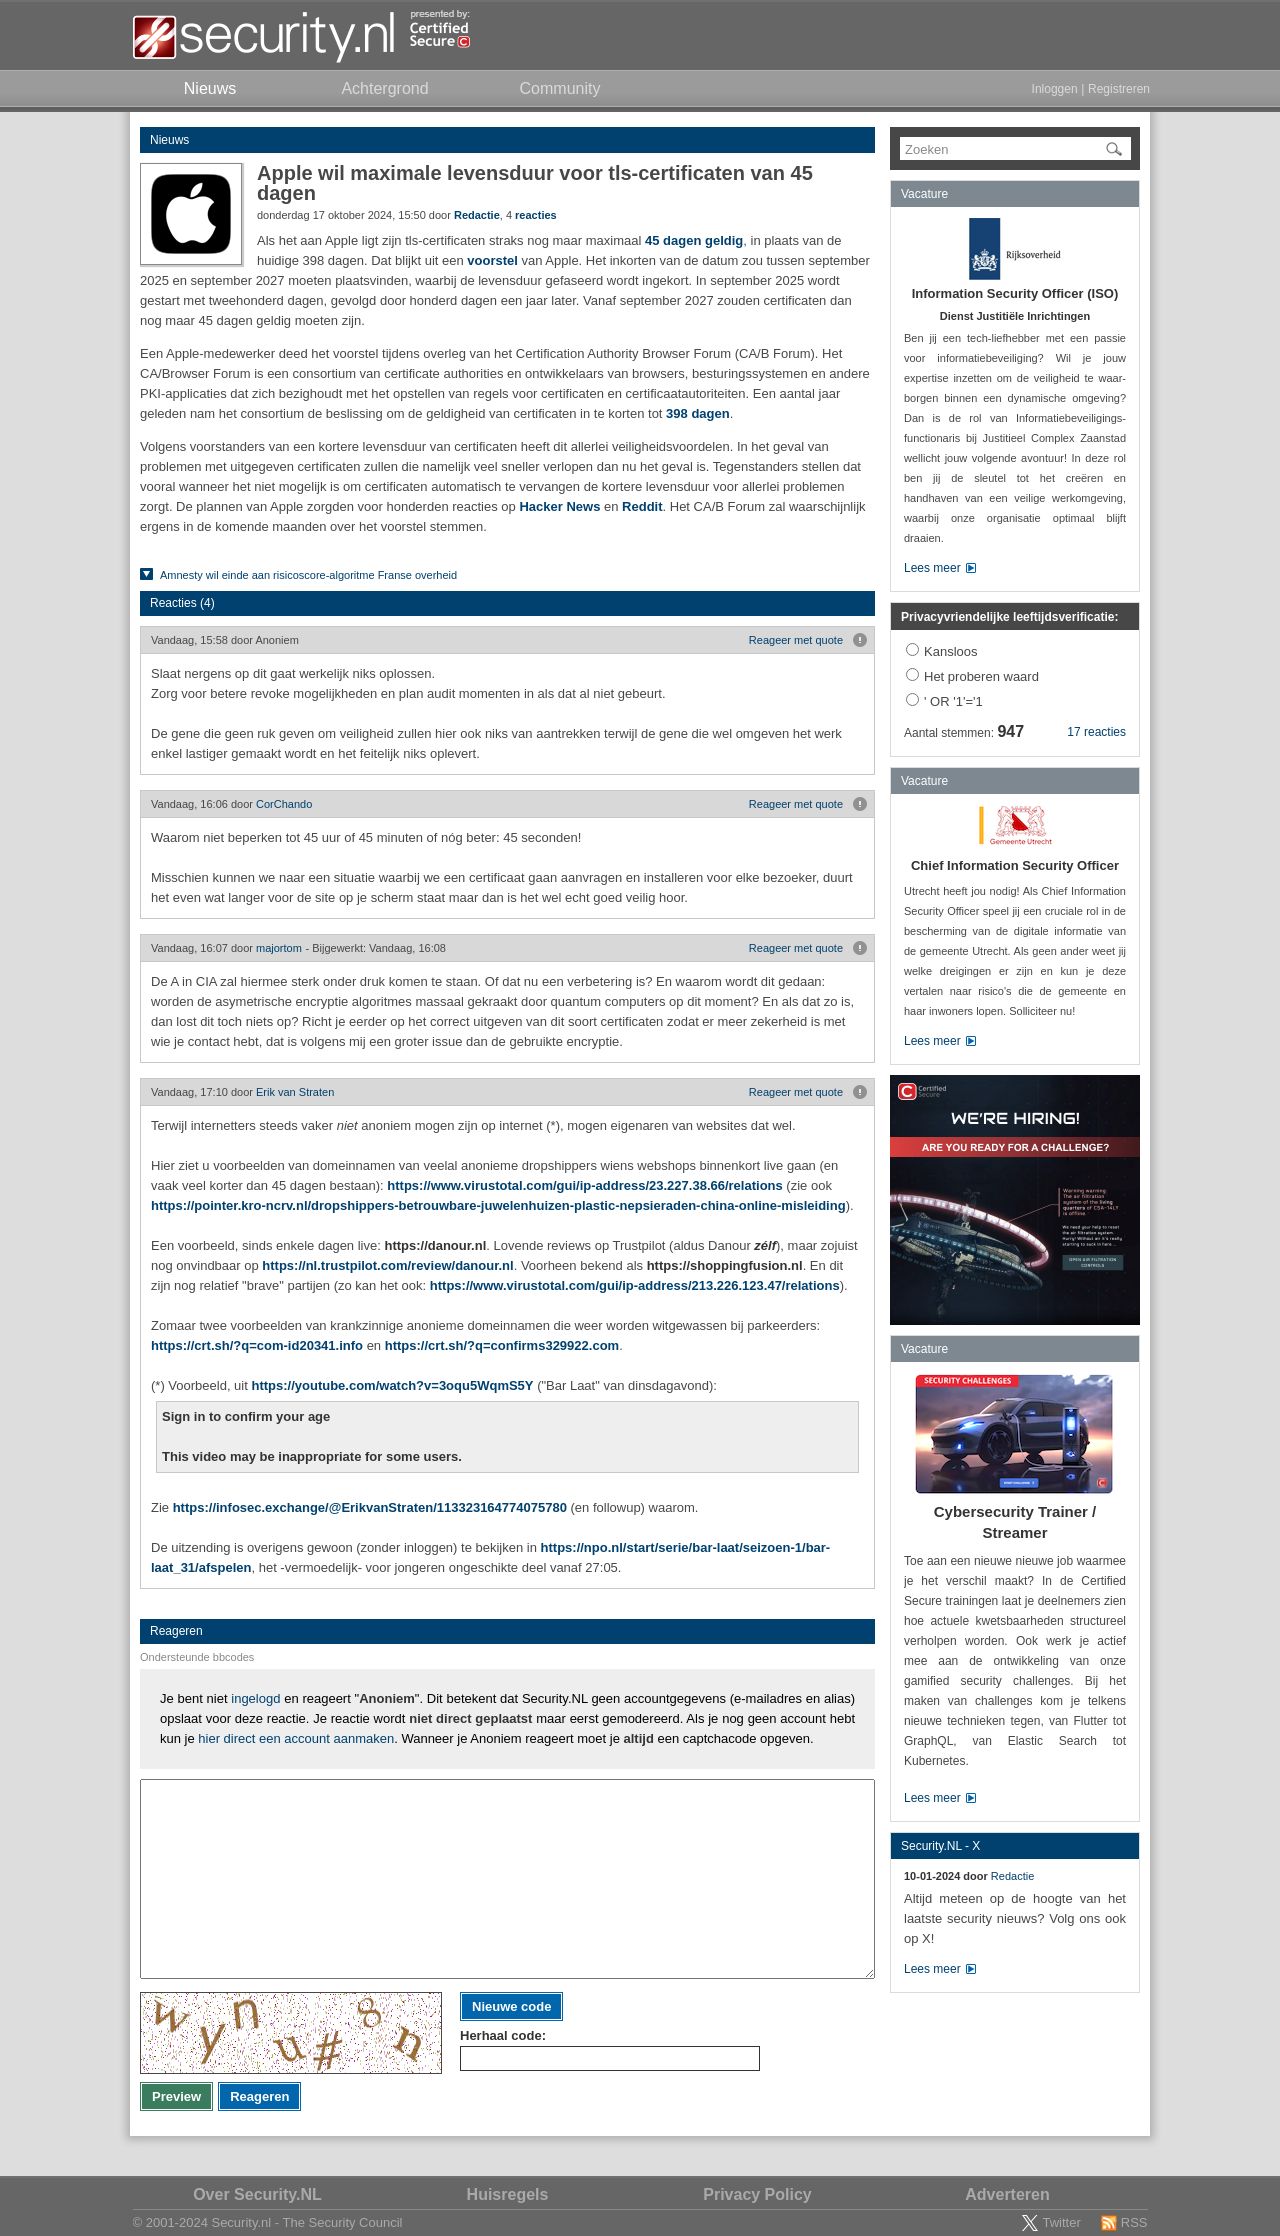 security.nl
presented by:
Certified
Secure
Nieuws
Achtergrond
Community
Inloggen | Registreren
Nieuws
Apple wil maximale levensduur voor tls-certificaten van 45
dagen
donderdag 17 oktober 2024, 15:50 door Redactie, 4 reacties
Als het aan Apple ligt zijn tls-certificaten straks nog maar maximaal 45 dagen geldig, in plaats van de
huidige 398 dagen. Dat blijkt uit een voorstel van Apple. Het inkorten van de datum zou tussen september
2025 en september 2027 moeten plaatsvinden, waarbij de levensduur gefaseerd wordt ingekort. In september 2025 wordt
gestart met tweehonderd dagen, gevolgd door honderd dagen een jaar later. Vanaf september 2027 zouden certificaten dan
nog maar 45 dagen geldig moeten zijn.
Een Apple-medewerker deed het voorstel tijdens overleg van het Certification Authority Browser Forum (CA/B Forum). Het
CA/Browser Forum is een consortium van certificate authorities en ontwikkelaars van browsers, besturingssystemen en andere
PKI-applicaties dat zich bezighoudt met het opstellen van regels voor certificaten en certificaatautoriteiten. Een aantal jaar
geleden nam het consortium de beslissing om de geldigheid van certificaten in te korten tot 398 dagen.
Volgens voorstanders van een kortere levensduur van certificaten heeft dit allerlei veiligheidsvoordelen. In het geval van
problemen met uitgegeven certificaten zullen die namelijk veel sneller verlopen dan nu het geval is. Tegenstanders stellen dat
vooral wanneer het niet mogelijk is om certificaten automatisch te vervangen de kortere levensduur voor allerlei problemen
zorgt. De plannen van Apple zorgden voor honderden reacties op Hacker News en Reddit. Het CA/B Forum zal waarschijnlijk
ergens in de komende maanden over het voorstel stemmen.
Amnesty wil einde aan risicoscore-algoritme Franse overheid
Reacties (4)
Vandaag, 15:58 door Anoniem
Reageer met quote
Slaat nergens op dit gaat werkelijk niks oplossen.
Zorg voor betere revoke mogelijkheden en plan audit momenten in als dat al niet gebeurt.
De gene die geen ruk geven om veiligheid zullen hier ook niks van aantrekken terwijl de gene die wel omgeven het werk
enkel lastiger gemaakt wordt en het feitelijk niks oplevert.
Vandaag, 16:06 door CorChando
Reageer met quote
Waarom niet beperken tot 45 uur of 45 minuten of nóg beter: 45 seconden!
Misschien kunnen we naar een situatie waarbij we een certificaat gaan aanvragen en installeren voor elke bezoeker, duurt
het even wat langer voor de site op je scherm staat maar dan is het wel echt goed veilig hoor.
Vandaag, 16:07 door majortom - Bijgewerkt: Vandaag, 16:08
Reageer met quote
De A in CIA zal hiermee sterk onder druk komen te staan. Of dat nu een verbetering is? En waarom wordt dit gedaan:
worden de asymetrische encryptie algoritmes massaal gekraakt door quantum computers op dit moment? En als dat zo is,
dan lost dit toch niets op? Richt je eerder op het correct uitgeven van dit soort certificaten zodat er meer zekerheid is met
wie je contact hebt, dat is volgens mij een groter issue dan de gebruikte encryptie.
Vandaag, 17:10 door Erik van Straten
Reageer met quote
Terwijl internetters steeds vaker niet anoniem mogen zijn op internet (*), mogen eigenaren van websites dat wel.
Hier ziet u voorbeelden van domeinnamen van veelal anonieme dropshippers wiens webshops binnenkort live gaan (en
vaak veel korter dan 45 dagen bestaan): https://www.virustotal.com/gui/ip-address/23.227.38.66/relations (zie ook
https://pointer.kro-ncrv.nl/dropshippers-betrouwbare-juwelenhuizen-plastic-nepsieraden-china-online-misleiding).
Een voorbeeld, sinds enkele dagen live: https://danour.nl. Lovende reviews op Trustpilot (aldus Danour zélf), maar zojuist
nog onvindbaar op https://nl.trustpilot.com/review/danour.nl. Voorheen bekend als https://shoppingfusion.nl. En dit
zijn nog relatief "brave" partijen (zo kan het ook: https://www.virustotal.com/gui/ip-address/213.226.123.47/relations).
Zomaar twee voorbeelden van krankzinnige anonieme domeinnamen die weer worden witgewassen bij parkeerders:
https://crt.sh/?q=com-id20341.info en https://crt.sh/?q=confirms329922.com.
(*) Voorbeeld, uit https://youtube.com/watch?v=3oqu5WqmS5Y ("Bar Laat" van dinsdagavond):
Sign in to confirm your age
This video may be inappropriate for some users.
Zie https://infosec.exchange/@ErikvanStraten/113323164774075780 (en followup) waarom.
De uitzending is overigens gewoon (zonder inloggen) te bekijken in https://npo.nl/start/serie/bar-laat/seizoen-1/bar-
laat_31/afspelen, het -vermoedelijk- voor jongeren ongeschikte deel vanaf 27:05.
Reageren
Ondersteunde bbcodes
Je bent niet ingelogd en reageert "Anoniem". Dit betekent dat Security.NL geen accountgegevens (e-mailadres en alias)
opslaat voor deze reactie. Je reactie wordt niet direct geplaatst maar eerst gemodereerd. Als je nog geen account hebt
kun je hier direct een account aanmaken. Wanneer je Anoniem reageert moet je altijd een captchacode opgeven.
wynu#8n
Nieuwe code
Herhaal code:
Preview
Reageren
Zoeken
Vacature
Rijksoverheid
Information Security Officer (ISO)
Dienst Justitiële Inrichtingen
Ben jij een tech-liefhebber met een passie
voor informatiebeveiliging? Wil je jouw
expertise inzetten om de veiligheid te waar-
borgen binnen een dynamische omgeving?
Dan is de rol van Informatiebeveiligings-
functionaris bij Justitieel Complex Zaanstad
wellicht jouw volgende avontuur! In deze rol
ben jij de sleutel tot het creëren en
handhaven van een veilige werkomgeving,
waarbij onze organisatie optimaal blijft
draaien.
Lees meer
Privacyvriendelijke leeftijdsverificatie:
Kansloos
Het proberen waard
' OR '1'='1
Aantal stemmen: 947
17 reacties
Vacature
Gemeente Utrecht
Chief Information Security Officer
Utrecht heeft jou nodig! Als Chief Information
Security Officer speel jij een cruciale rol in de
bescherming van de digitale informatie van
de gemeente Utrecht. Als geen ander weet jij
welke dreigingen er zijn en kun je deze
vertalen naar risico's die de gemeente en
haar inwoners lopen. Solliciteer nu!
Lees meer
Certified
Secure
WE'RE HIRING!
ARE YOU READY FOR A CHALLENGE?
Warning warning
The air filtration
system of the living
quarters of CSA-14LY
is offline.
We need your help to reset
the air filtration system.
Hurry! Without air it's really
starting to suck in here ...
OPEN AIR FILTRATION
CONTROLS
Vacature
SECURITY CHALLENGES
Cybersecurity Trainer /
Streamer
Toe aan een nieuwe nieuwe job waarmee
je het verschil maakt? In de Certified
Secure trainingen laat je deelnemers zien
hoe actuele kwetsbaarheden structureel
verholpen worden. Ook werk je actief
mee aan de ontwikkeling van onze
gamified security challenges. Bij het
maken van challenges kom je telkens
nieuwe technieken tegen, van Flutter tot
GraphQL, van Elastic Search tot
Kubernetes.
Lees meer
Security.NL - X
10-01-2024 door Redactie
Altijd meteen op de hoogte van het
laatste security nieuws? Volg ons ook
op X!
Lees meer
Over Security.NL
Huisregels
Privacy Policy
Adverteren
© 2001-2024 Security.nl - The Security Council
Twitter
RSS